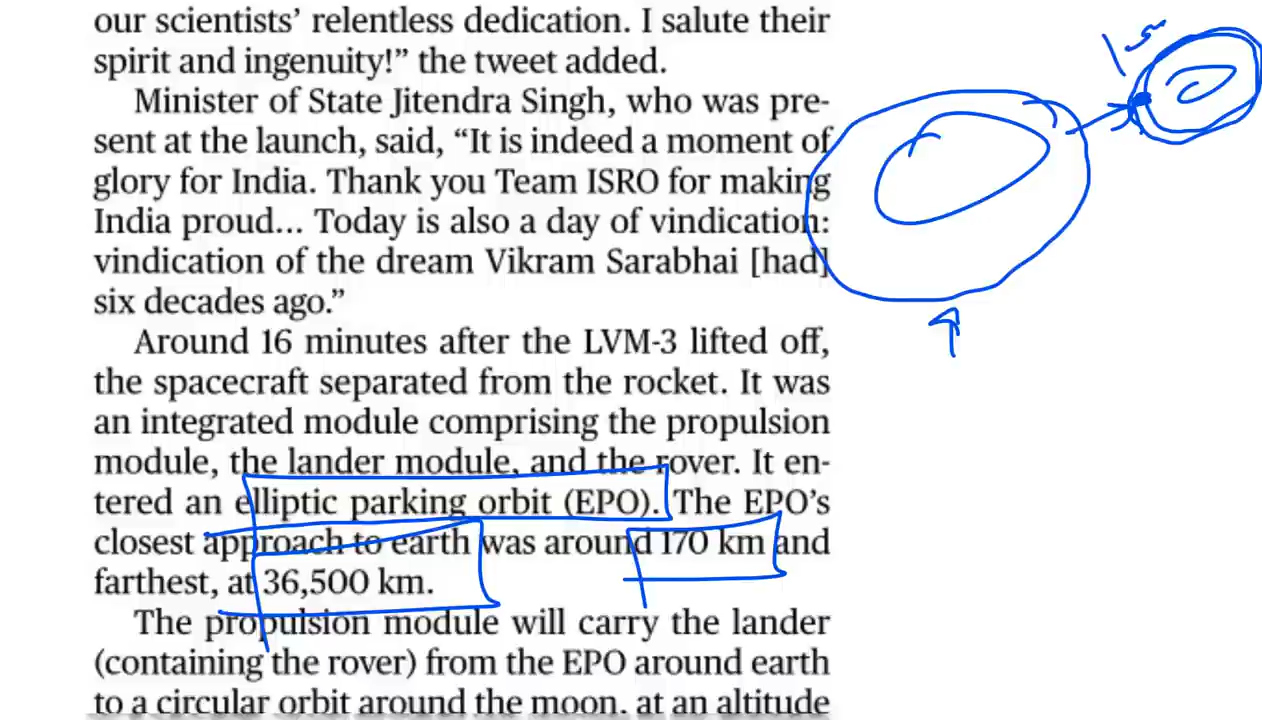 our scientists’ relentless dedication. I salute their
spirit and ingenuity!” the tweet added.
Minister of State Jitendra Singh, who was pre-
sent at the launch, said, “It is indeed a moment of
glory for India. Thank you Team ISRO for making
India proud... Today is also a day of vindication:
vindication of the dream Vikram Sarabhai [had]
six decades ago.”
Around 16 minutes after the LVM-3 lifted off,
the spacecraft separated from the rocket. It was
an integrated module comprising the propulsion
module, the lander module, and the rover. It en-
tered an elliptic parking orbit (EPO). The EPO’s
closest approach to earth was around 170 km and
farthest, at 36,500 km.
The propulsion module will carry the lander
(containing the rover) from the EPO around earth
to a circular orbit around the moon, at an altitude